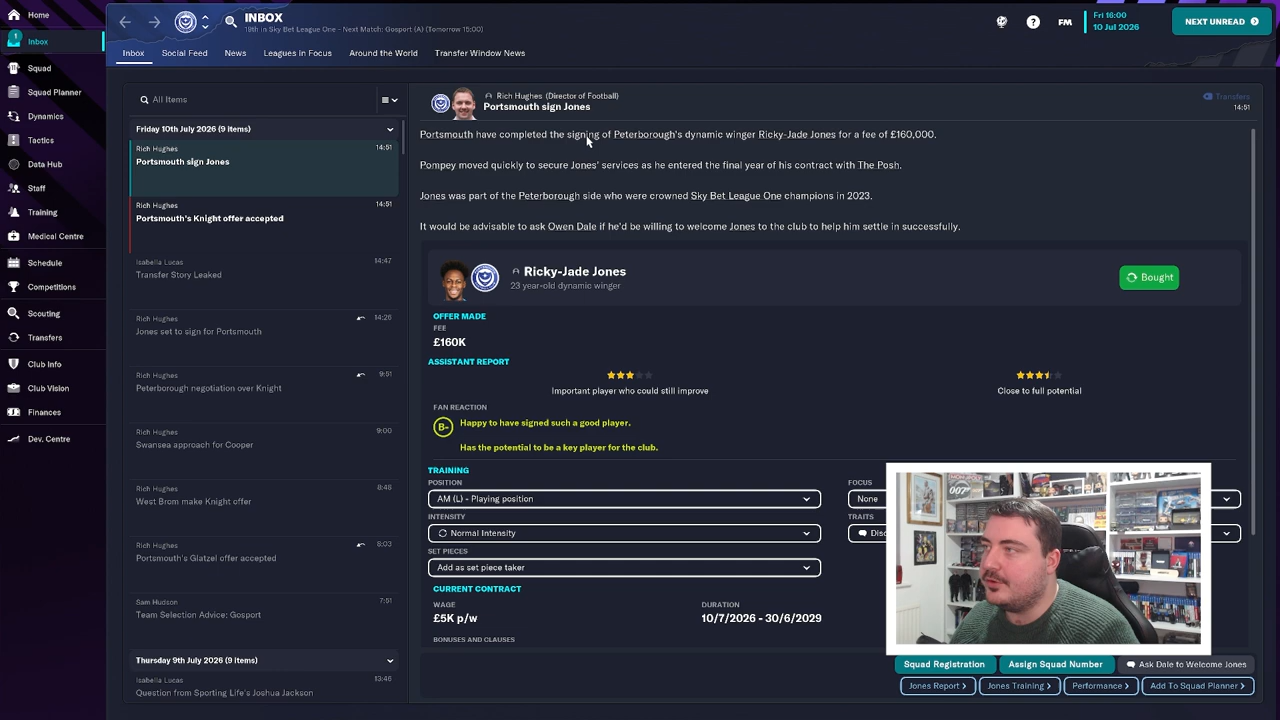 Home
Inbox
1
Squad
Squad Planner
Dynamics
Tactics
Data Hub
Staff
Training
Medical Centre
Schedule
Competitions
Scouting
Transfers
Club Info
Club Vision
Finances
Dev. Centre
INBOX
19th in Sky Bet League One - Next Match: Gosport (A) (Tomorrow 15:00)
?
FM
Fri 16:00
10 Jul 2026
NEXT UNREAD
Inbox
Social Feed
News
Leagues In Focus
Around the World
Transfer Window News
All Items
Friday 10th July 2026 (9 items)
Rich Hughes 14:51
Portsmouth sign Jones
Rich Hughes 14:51
Portsmouth's Knight offer accepted
Isabella Lucas 14:47
Transfer Story Leaked
Rich Hughes 14:26
Jones set to sign for Portsmouth
Rich Hughes 9:51
Peterborough negotiation over Knight
Rich Hughes 9:00
Swansea approach for Cooper
Rich Hughes 8:48
West Brom make Knight offer
Rich Hughes 8:03
Portsmouth's Glatzel offer accepted
Sam Hudson 7:51
Team Selection Advice: Gosport
Thursday 9th July 2026 (9 items)
Isabella Lucas 13:46
Question from Sporting Life's Joshua Jackson
Rich Hughes (Director of Football)
Portsmouth sign Jones
Transfers
14:51
Portsmouth have completed the signing of Peterborough's dynamic winger Ricky-Jade Jones for a fee of £160,000.
Pompey moved quickly to secure Jones' services as he entered the final year of his contract with The Posh.
Jones was part of the Peterborough side who were crowned Sky Bet League One champions in 2023.
It would be advisable to ask Owen Dale if he'd be willing to welcome Jones to the club to help him settle in successfully.
Ricky-Jade Jones
23 year-old dynamic winger
Bought
OFFER MADE
FEE
£160K
ASSISTANT REPORT
Important player who could still improve
Close to full potential
FAN REACTION
B-
Happy to have signed such a good player.
Has the potential to be a key player for the club.
TRAINING
POSITION
AM (L) - Playing position
FOCUS
None
INTENSITY
Normal Intensity
TRAITS
Disc
SET PIECES
Add as set piece taker
CURRENT CONTRACT
WAGE
£5K p/w
DURATION
10/7/2026 - 30/6/2029
BONUSES AND CLAUSES
007
Squad Registration
Assign Squad Number
Ask Dale to Welcome Jones
Jones Report >
Jones Training >
Performance >
Add To Squad Planner >